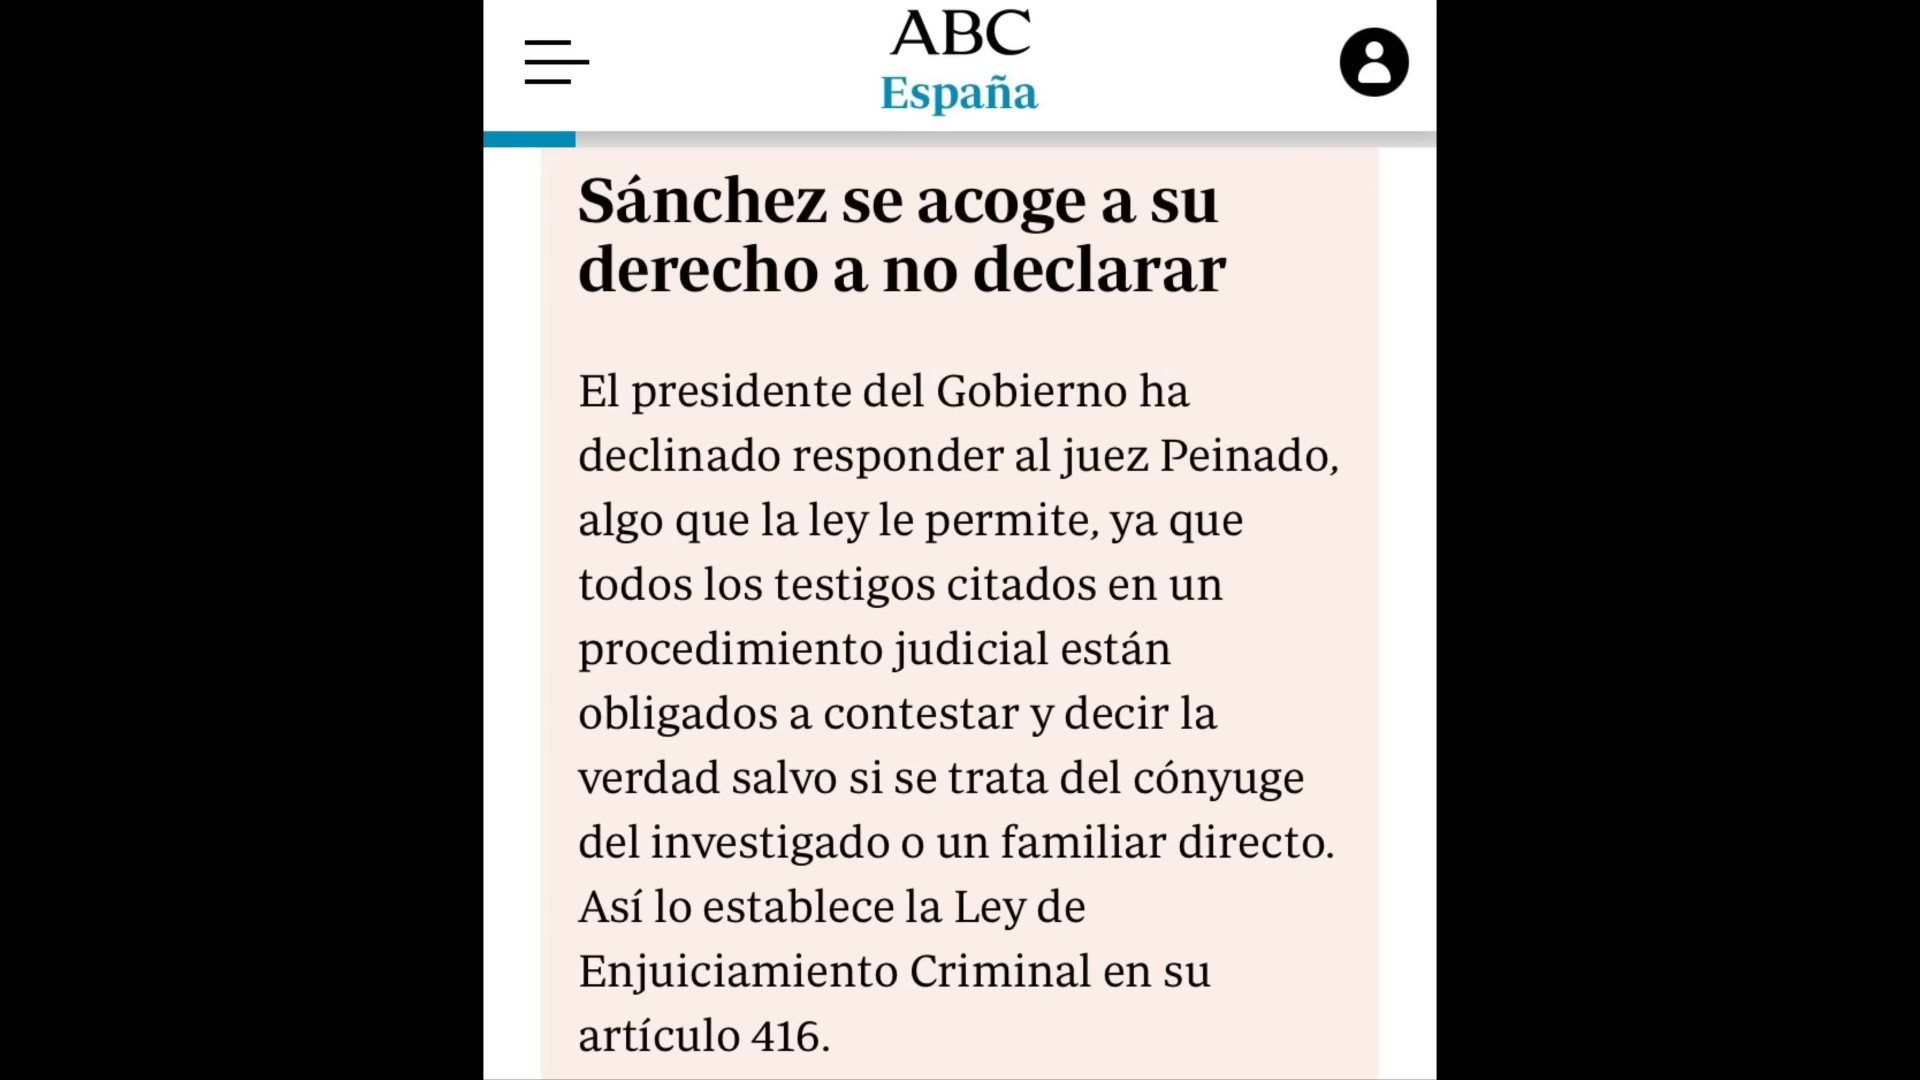 ABC
España
Sánchez se acoge a su
derecho a no declarar
El presidente del Gobierno ha
declinado responder al juez Peinado,
algo que la ley le permite, ya que
todos los testigos citados en un
procedimiento judicial están
obligados a contestar y decir la
verdad salvo si se trata del cónyuge
del investigado o un familiar directo.
Así lo establece la Ley de
Enjuiciamiento Criminal en su
artículo 416.